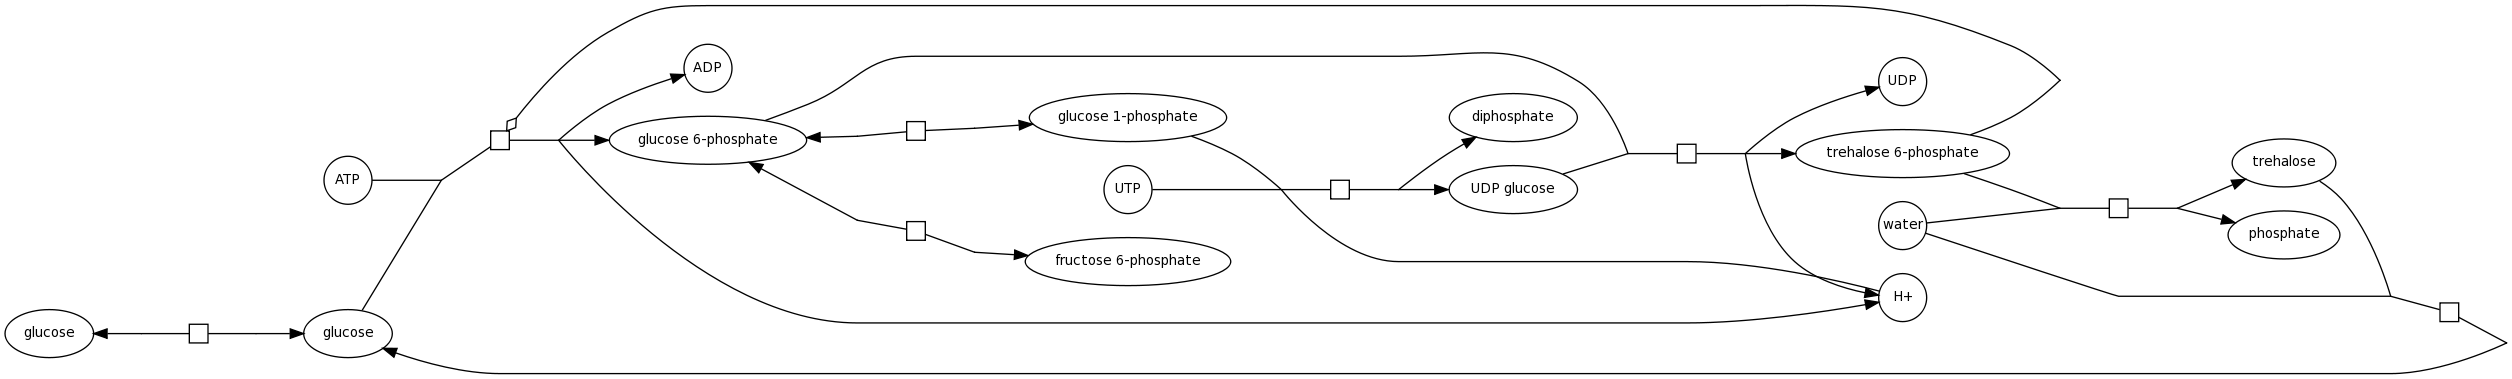 ADP
UDP
glucose 1-phosphate
diphosphate
glucose 6-phosphate
trehalose 6-phosphate
trehalose
ATP
UTP
UDP glucose
water
phosphate
fructose 6-phosphate
H+
glucose
glucose